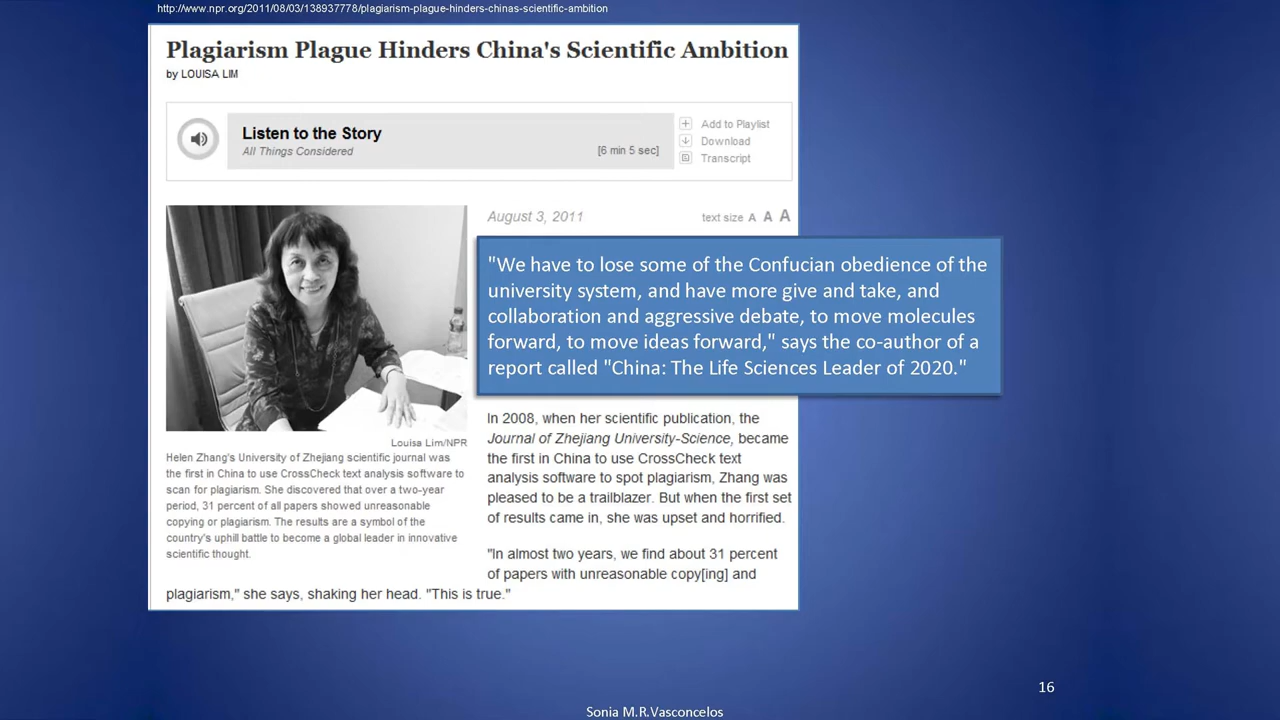 http://www.npr.org/2011/08/03/138937778/plagiarism-plague-hinders-chinas-scientific-ambition
Plagiarism Plague Hinders China's Scientific Ambition
by LOUISA LIM
Listen to the Story
All Things Considered
[6 min 5 sec]
Add to Playlist
Download
Transcript
August 3, 2011
text size A A A
"We have to lose some of the Confucian obedience of the
university system, and have more give and take, and
collaboration and aggressive debate, to move molecules
forward, to move ideas forward," says the co-author of a
report called "China: The Life Sciences Leader of 2020."
Louisa Lim/NPR
Helen Zhang's University of Zhejiang scientific journal was
the first in China to use CrossCheck text analysis software to
scan for plagiarism. She discovered that over a two-year
period, 31 percent of all papers showed unreasonable
copying or plagiarism. The results are a symbol of the
country's uphill battle to become a global leader in innovative
scientific thought.
In 2008, when her scientific publication, the
Journal of Zhejiang University-Science, became
the first in China to use CrossCheck text
analysis software to spot plagiarism, Zhang was
pleased to be a trailblazer. But when the first set
of results came in, she was upset and horrified.
"In almost two years, we find about 31 percent
of papers with unreasonable copy[ing] and
plagiarism," she says, shaking her head. "This is true."
16
Sonia M.R.Vasconcelos